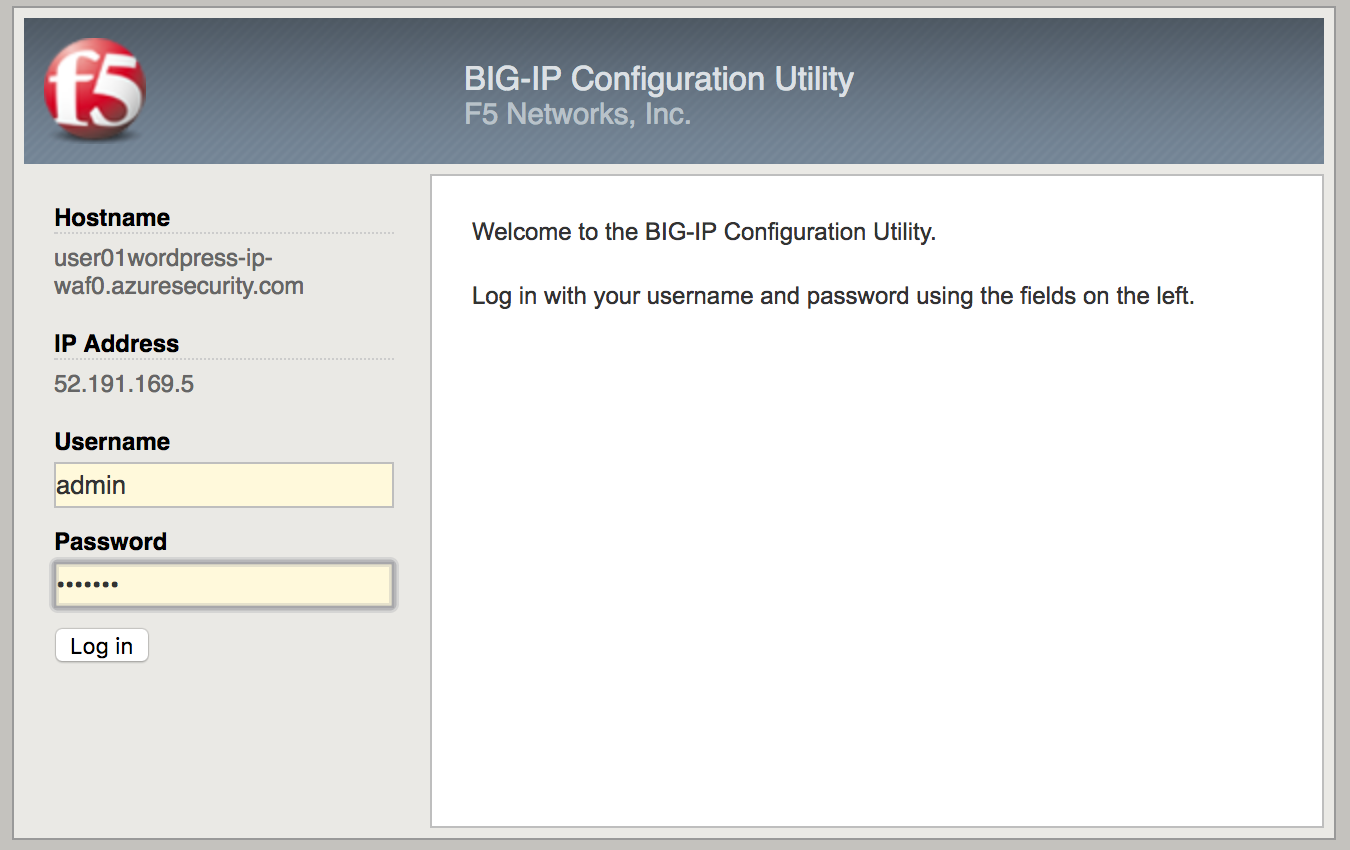 f5
BIG-IP Configuration Utility
F5 Networks, Inc.
Hostname
user01wordpress-ip-
waf0.azuresecurity.com
IP Address
52.191.169.5
Username
admin
Password
•••••••
Log in
Welcome to the BIG-IP Configuration Utility.
Log in with your username and password using the fields on the left.